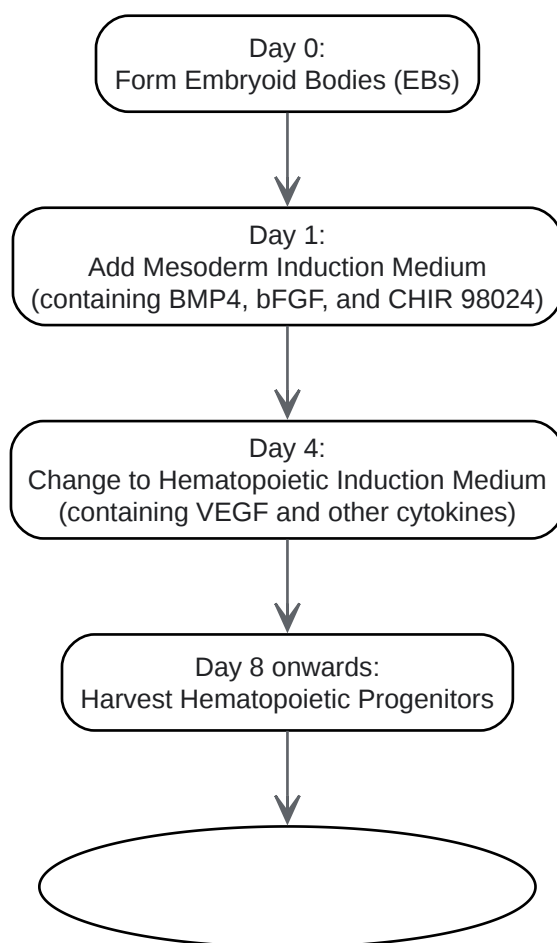 Day 0:
Form Embryoid Bodies (EBs)
Day 1:
Add Mesoderm Induction Medium
(containing BMP4, bFGF, and CHIR 98024)
Day 4:
Change to Hematopoietic Induction Medium
(containing VEGF and other cytokines)
Day 8 onwards:
Harvest Hematopoietic Progenitors